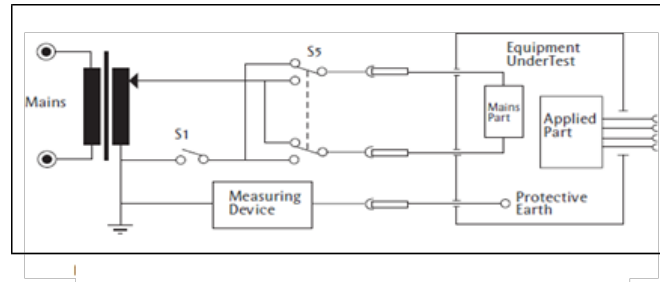 S5
Equipment
UnderTest
Mains
Mains
Part
Applied
Part
S1
Measuring
Device
Protective
Earth